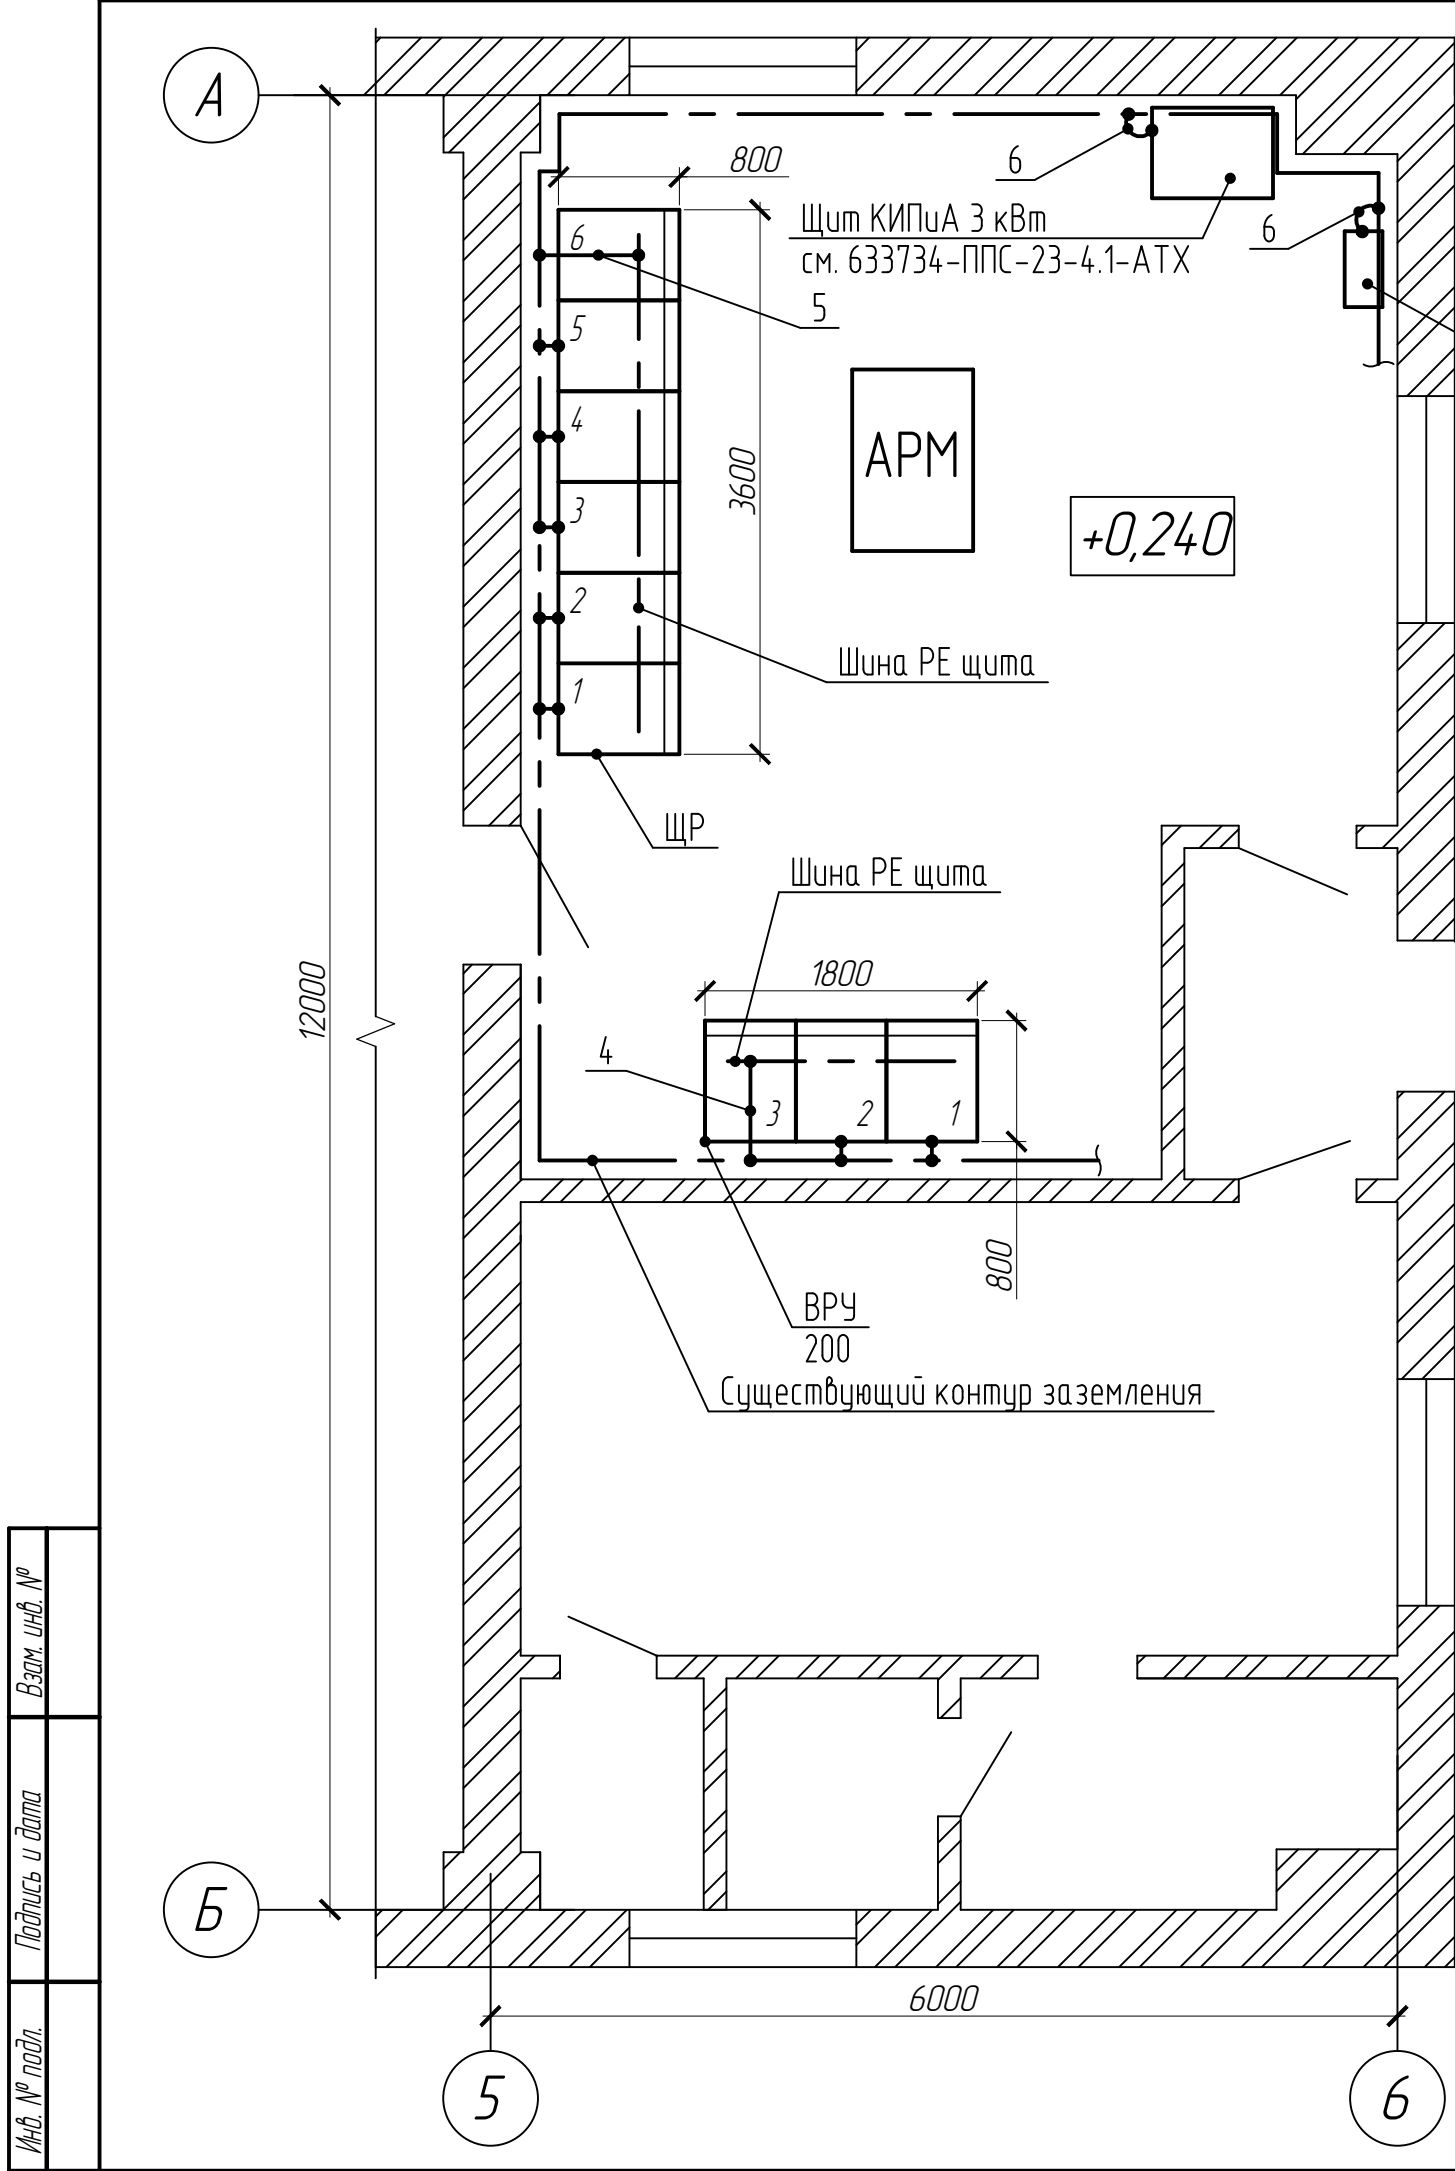 А
800
6
Щит КИПиА 3 кВт
см. 633734-ППС-23-4.1-АТХ
6
6
5
5
4
АРМ
3600
3
+0,240
2
Шина РЕ щита
1
ЩР
Шина РЕ щита
12000
1800
4
3
2
1
800
ВРУ
200
Существующий контур заземления
Взам. инв. №
Подпись и дата
Б
6000
Инв. № подл.
5
6